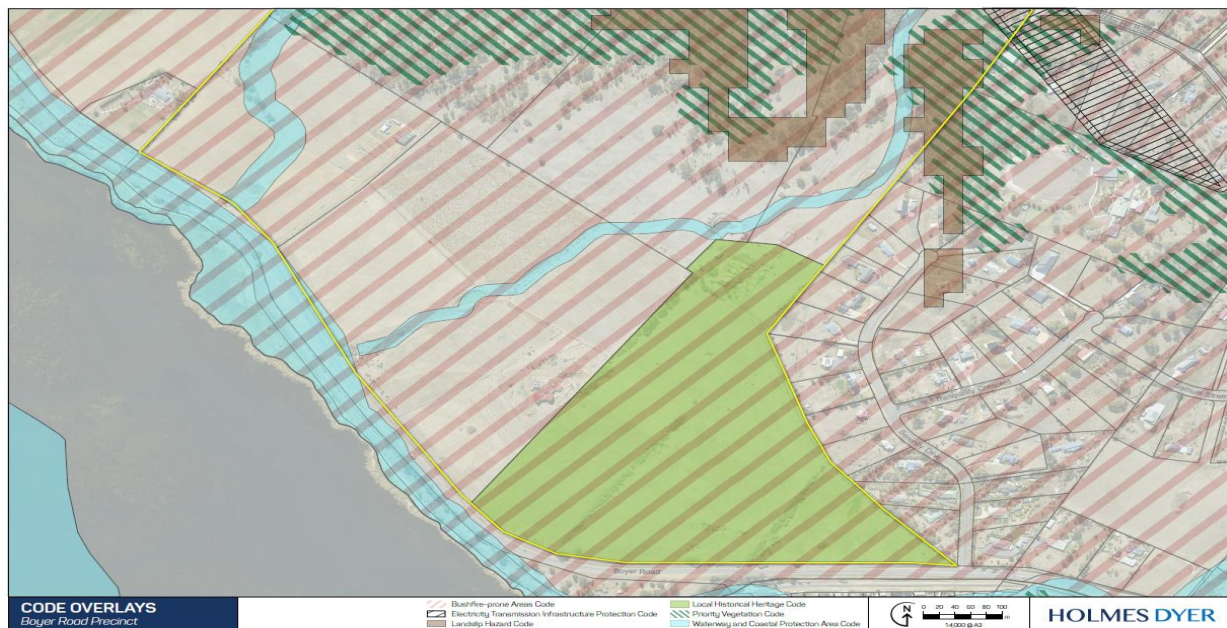 Boyer Road
Tranquility Crescent
CODE OVERLAYS
Boyer Road Precinct
Bushfire-prone Areas Code
Electricity Transmission Infrastructure Protection Code
Landslip Hazard Code
Local Historical Heritage Code
Priority Vegetation Code
Waterway and Coastal Protection Area Code
N
0 20 40 60 80 100
m
1:4,000 @ A3
HOLMES DYER